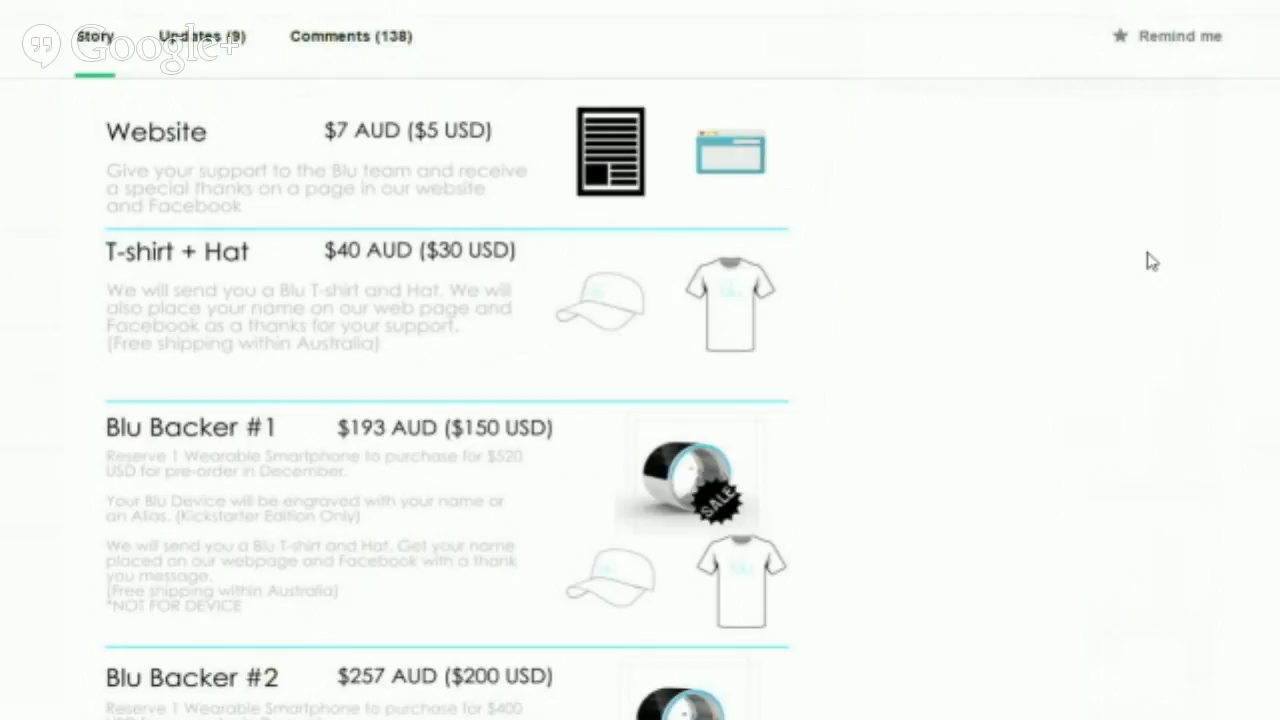 Google+
Story
Updates (9)
Comments (138)
Remind me
Website
$7 AUD ($5 USD)
Give your support to the Blu team and receive
a special thanks on a page in our website
and Facebook
T-shirt + Hat
$40 AUD ($30 USD)
We will send you a Blu T-shirt and Hat. We will
also place your name on our web page and
Facebook as a thanks for your support.
(Free shipping within Australia)
Blu Backer #1
$193 AUD ($150 USD)
Reserve 1 Wearable Smartphone to purchase for $520
USD for pre-order in December.
Your Blu Device will be engraved with your name or
an Alias. (Kickstarter Edition Only)
SALE
We will send you a Blu T-shirt and Hat. Get your name
placed on our webpage and Facebook with a thank
you message.
(Free shipping within Australia)
*NOT FOR DEVICE
Blu Backer #2
$257 AUD ($200 USD)
Reserve 1 Wearable Smartphone to purchase for $400